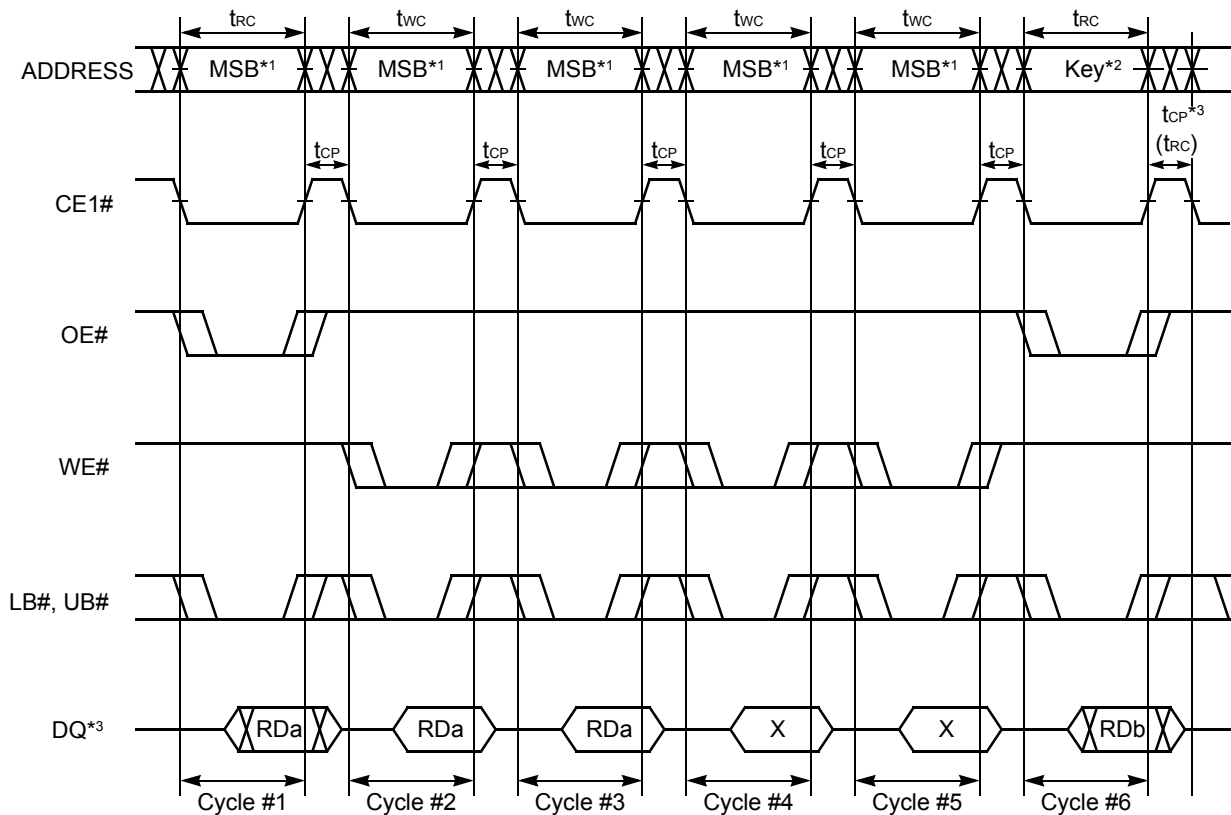 tRC tWC tWC tWC tWC tRC
ADDRESS MSB*1 MSB*1 MSB*1 MSB*1 MSB*1 Key*2
tCP*3
(tRC)
tCP tCP tCP tCP tCP
CE1#
OE#
WE#
LB#, UB#
DQ*3 RDa RDa RDa X X RDb
Cycle #1 Cycle #2 Cycle #3 Cycle #4 Cycle #5 Cycle #6